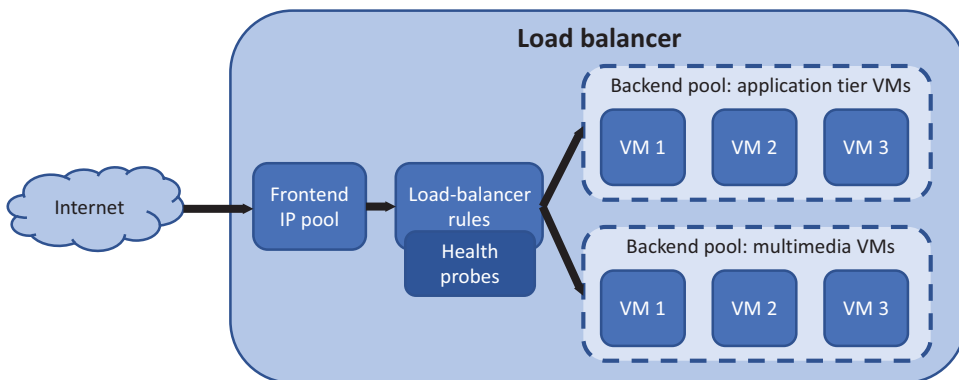 Load balancer
Internet
Frontend
IP pool
Load-balancer
rules
Health
probes
Backend pool: application tier VMs
VM 1
VM 2
VM 3
Backend pool: multimedia VMs
VM 1
VM 2
VM 3